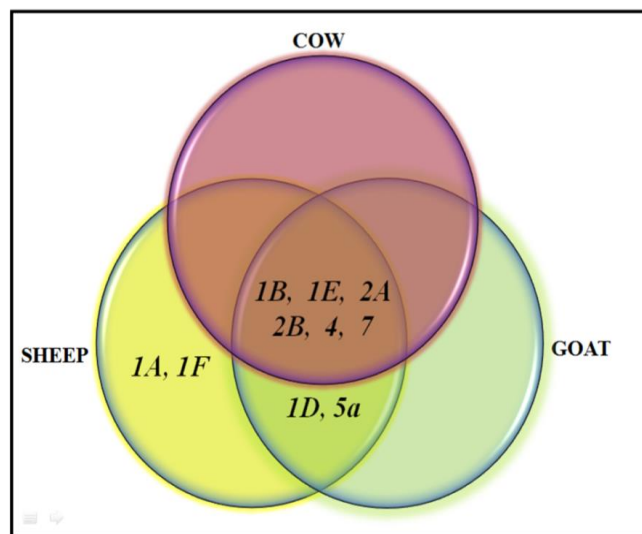 COW
1B, 1E, 2A
2B, 4, 7
SHEEP
1A, 1F
GOAT
1D, 5a